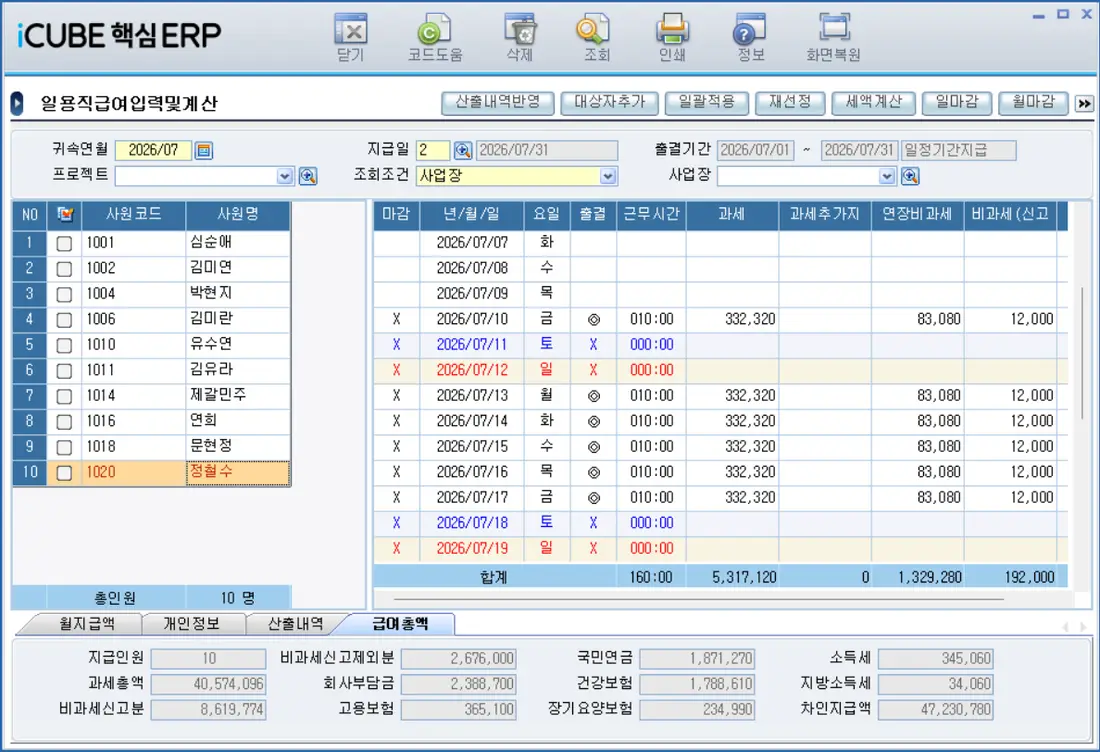 iCUBE 핵심ERP
닫기 코드도움 삭제 조회 인쇄 정보 화면복원
일용직급여입력및계산
산출내역반영 대상자추가 일괄적용 재선정 세액계산 일마감 월마감
귀속연월 2026/07 지급일 2 2026/07/31 출결기간 2026/07/01 ~ 2026/07/31 일정기간지급
프로젝트 조회조건 사업장 사업장
NO 사원코드 사원명
1 1001 심순애
2 1002 김미연
3 1004 박현지
4 1006 김미란
5 1010 유수연
6 1011 김유라
7 1014 제갈민주
8 1016 연희
9 1018 문현정
10 1020 정철수
총인원 10 명
마감 년/월/일 요일 출결 근무시간 과세 과세추가지 연장비과세 비과세(신고
2026/07/07 화
2026/07/08 수
2026/07/09 목
X 2026/07/10 금 ◎ 010:00 332,320 83,080 12,000
X 2026/07/11 토 X 000:00
X 2026/07/12 일 X 000:00
X 2026/07/13 월 ◎ 010:00 332,320 83,080 12,000
X 2026/07/14 화 ◎ 010:00 332,320 83,080 12,000
X 2026/07/15 수 ◎ 010:00 332,320 83,080 12,000
X 2026/07/16 목 ◎ 010:00 332,320 83,080 12,000
X 2026/07/17 금 ◎ 010:00 332,320 83,080 12,000
X 2026/07/18 토 X 000:00
X 2026/07/19 일 X 000:00
합계 160:00 5,317,120 0 1,329,280 192,000
월지급액 개인정보 산출내역 급여총액
지급인원 10 비과세신고제외분 2,676,000 국민연금 1,871,270 소득세 345,060
과세총액 40,574,096 회사부담금 2,388,700 건강보험 1,788,610 지방소득세 34,060
비과세신고분 8,619,774 고용보험 365,100 장기요양보험 234,990 차인지급액 47,230,780